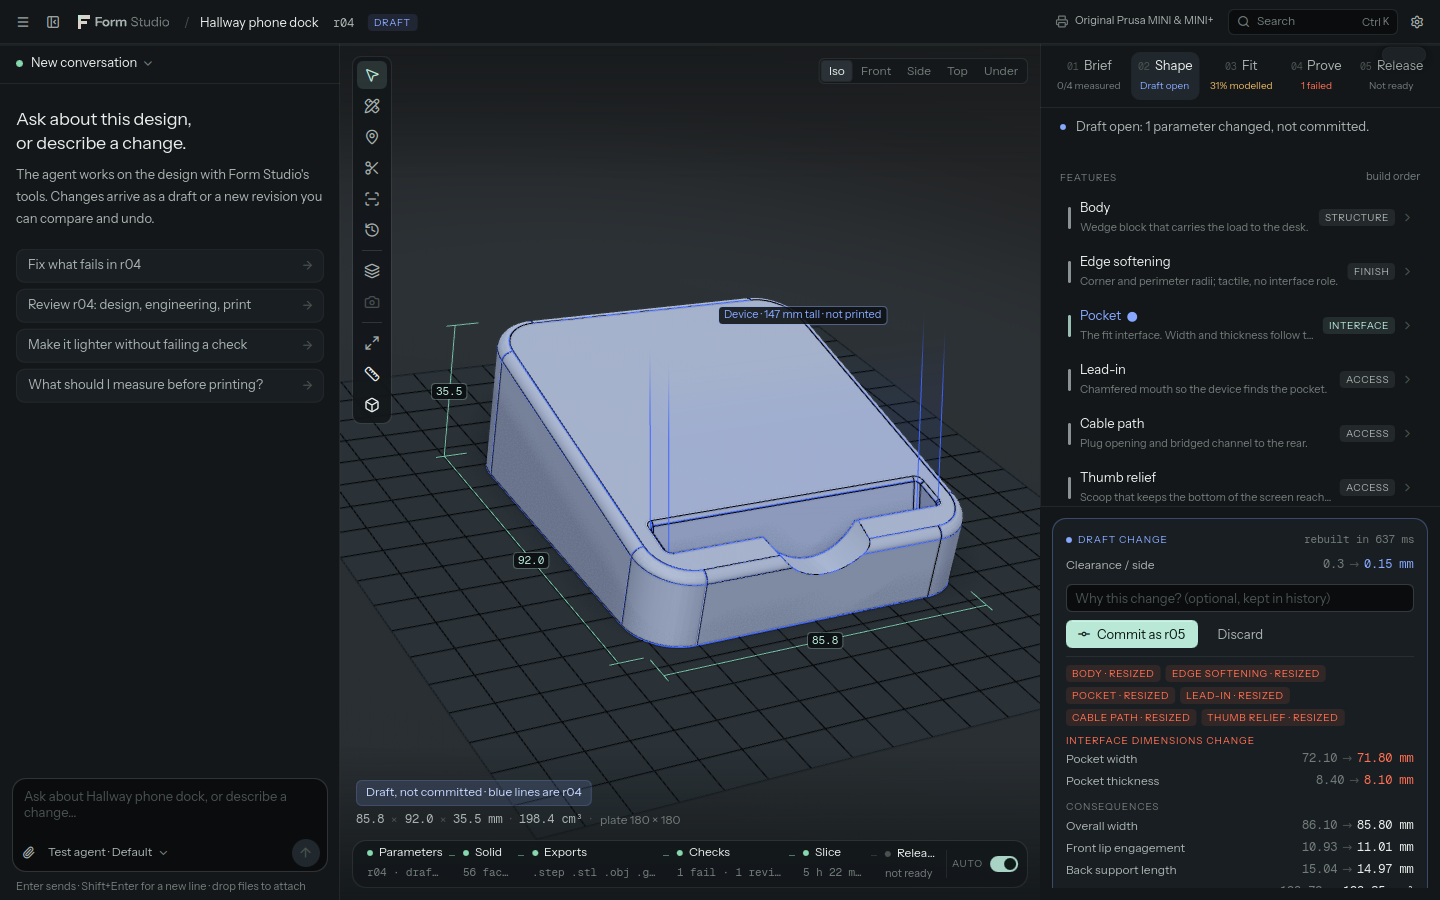 Form Studio / Hallway phone dock r04 DRAFT
Original Prusa MINI & MINI+
Search Ctrl K
New conversation
Ask about this design,
or describe a change.
The agent works on the design with Form Studio's
tools. Changes arrive as a draft or a new revision you
can compare and undo.
Fix what fails in r04
Review r04: design, engineering, print
Make it lighter without failing a check
What should I measure before printing?
Ask about Hallway phone dock, or describe a
change...
Test agent · Default
Enter sends · Shift+Enter for a new line · drop files to attach
Iso Front Side Top Under
Device · 147 mm tall · not printed
35.5
92.0
85.8
Draft, not committed · blue lines are r04
85.8 × 92.0 × 35.5 mm · 198.4 cm³ · plate 180 × 180
Parameters
r04 · draf…
Solid
56 fac…
Exports
.step .stl .obj .g…
Checks
1 fail · 1 revi…
Slice
5 h 22 m…
Relea…
not ready
AUTO
01 Brief
0/4 measured
02 Shape
Draft open
03 Fit
31% modelled
04 Prove
1 failed
05 Release
Not ready
Draft open: 1 parameter changed, not committed.
FEATURES build order
Body
Wedge block that carries the load to the desk.
STRUCTURE
Edge softening
Corner and perimeter radii; tactile, no interface role.
FINISH
Pocket
The fit interface. Width and thickness follow t…
INTERFACE
Lead-in
Chamfered mouth so the device finds the pocket.
ACCESS
Cable path
Plug opening and bridged channel to the rear.
ACCESS
Thumb relief
Scoop that keeps the bottom of the screen reach…
ACCESS
DRAFT CHANGE rebuilt in 637 ms
Clearance / side 0.3 → 0.15 mm
Why this change? (optional, kept in history)
Commit as r05 Discard
BODY · RESIZED EDGE SOFTENING · RESIZED
POCKET · RESIZED LEAD-IN · RESIZED
CABLE PATH · RESIZED THUMB RELIEF · RESIZED
INTERFACE DIMENSIONS CHANGE
Pocket width 72.10 → 71.80 mm
Pocket thickness 8.40 → 8.10 mm
CONSEQUENCES
Overall width 86.10 → 85.80 mm
Front lip engagement 10.93 → 11.01 mm
Back support length 15.04 → 14.97 mm